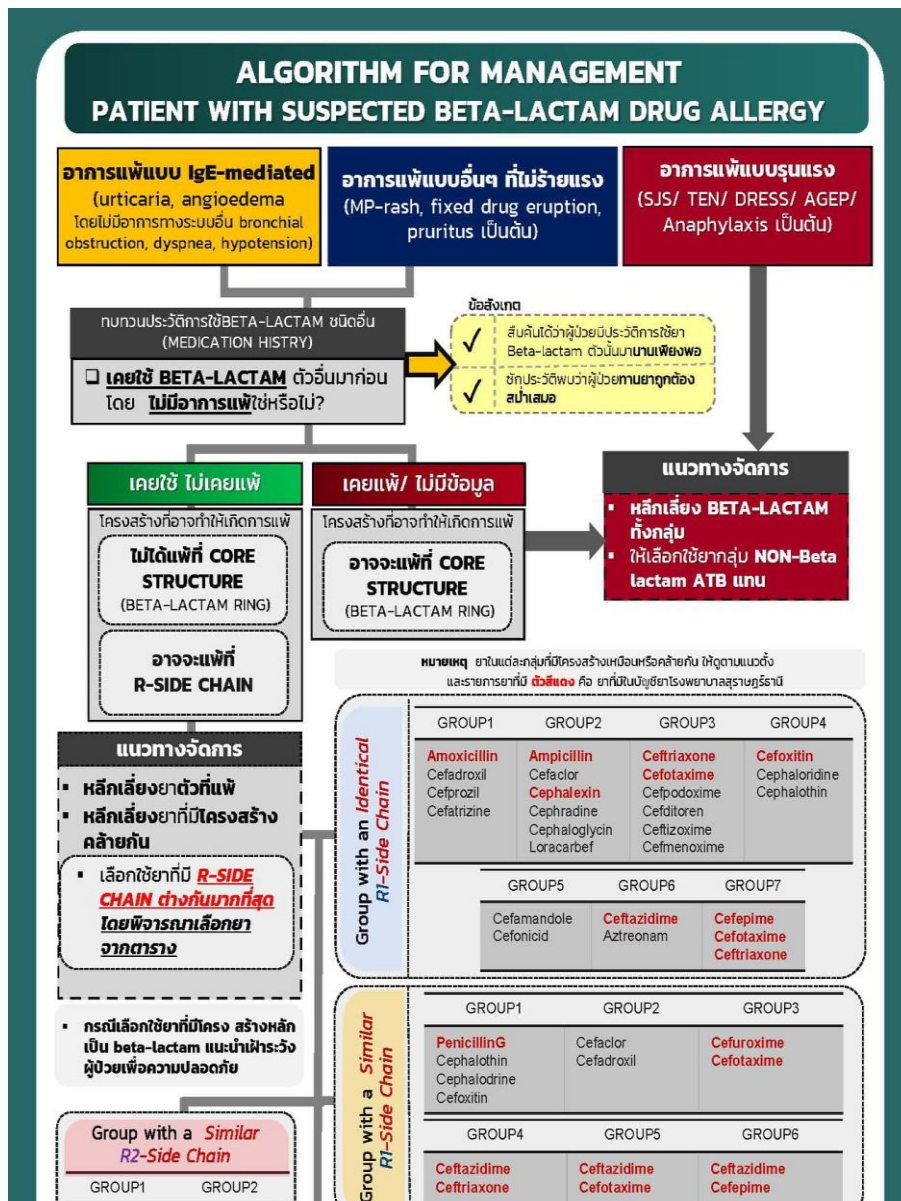 ALGORITHM FOR MANAGEMENT
PATIENT WITH SUSPECTED BETA-LACTAM DRUG ALLERGY
อาการแพ้แบบ IgE-mediated
(urticaria, angioedema
โดยไม่มีอาการทางระบบอื่น bronchial
obstruction, dyspnea, hypotension)
อาการแพ้แบบอื่นๆ ที่ไม่ร้ายแรง
(MP-rash, fixed drug eruption,
pruritus เป็นต้น)
อาการแพ้แบบรุนแรง
(SJS/ TEN/ DRESS/ AGEP/
Anaphylaxis เป็นต้น)
ทบทวนประวัติการใช้BETA-LACTAM ชนิดอื่น
(MEDICATION HISTRY)
❑ เคยใช้ BETA-LACTAM ตัวอื่นมาก่อน
โดย ไม่มีอาการแพ้ใช่หรือไม่?
ข้อสังเกต
✓ สืบค้นได้ว่าผู้ป่วยมีประวัติการใช้ยา
Beta-lactam ตัวนั้นมานานเพียงพอ
✓ ซักประวัติพบว่าผู้ป่วยทานยาถูกต้อง
สม่ำเสมอ
เคยใช้ ไม่เคยแพ้
โครงสร้างที่อาจทำให้เกิดการแพ้
ไม่ได้แพ้ที่ CORE
STRUCTURE
(BETA-LACTAM RING)
อาจจะแพ้ที่
R-SIDE CHAIN
เคยแพ้/ ไม่มีข้อมูล
โครงสร้างที่อาจทำให้เกิดการแพ้
อาจจะแพ้ที่ CORE
STRUCTURE
(BETA-LACTAM RING)
แนวทางจัดการ
▪ หลีกเลี่ยง BETA-LACTAM
ทั้งกลุ่ม
▪ ให้เลือกใช้ยากลุ่ม NON-Beta
lactam ATB แทน
หมายเหตุ ยาในแต่ละกลุ่มที่มีโครงสร้างเหมือนหรือคล้ายกัน ให้ดูตามแนวตั้ง
และรายการยาที่มี ตัวสีแดง คือ ยาที่มีในบัญชียาโรงพยาบาลสุราษฎร์ธานี
แนวทางจัดการ
▪ หลีกเลี่ยงยาตัวที่แพ้
▪ หลีกเลี่ยงยาที่มีโครงสร้าง
คล้ายกัน
▪ เลือกใช้ยาที่มี R-SIDE
CHAIN ต่างกันมากที่สุด
โดยพิจารณาเลือกยา
จากตาราง
▪ กรณีเลือกใช้ยาที่มีโครง สร้างหลัก
เป็น beta-lactam แนะนำเฝ้าระวัง
ผู้ป่วยเพื่อความปลอดภัย
Group with an Identical
R1-Side Chain
GROUP1 GROUP2 GROUP3 GROUP4
Amoxicillin Ampicillin Ceftriaxone Cefoxitin
Cefadroxil Cefaclor Cefotaxime Cephaloridine
Cefprozil Cephalexin Cefpodoxime Cephalothin
Cefatrizine Cephradine Cefditoren
Cephaloglycin Ceftizoxime
Loracarbef Cefmenoxime
GROUP5 GROUP6 GROUP7
Cefamandole Ceftazidime Cefepime
Cefonicid Aztreonam Cefotaxime
Ceftriaxone
Group with a Similar
R1-Side Chain
GROUP1 GROUP2 GROUP3
PenicillinG Cefaclor Cefuroxime
Cephalothin Cefadroxil Cefotaxime
Cephalodrine
Cefoxitin
GROUP4 GROUP5 GROUP6
Ceftazidime Ceftazidime Ceftazidime
Ceftriaxone Cefotaxime Cefepime
Group with a Similar
R2-Side Chain
GROUP1 GROUP2